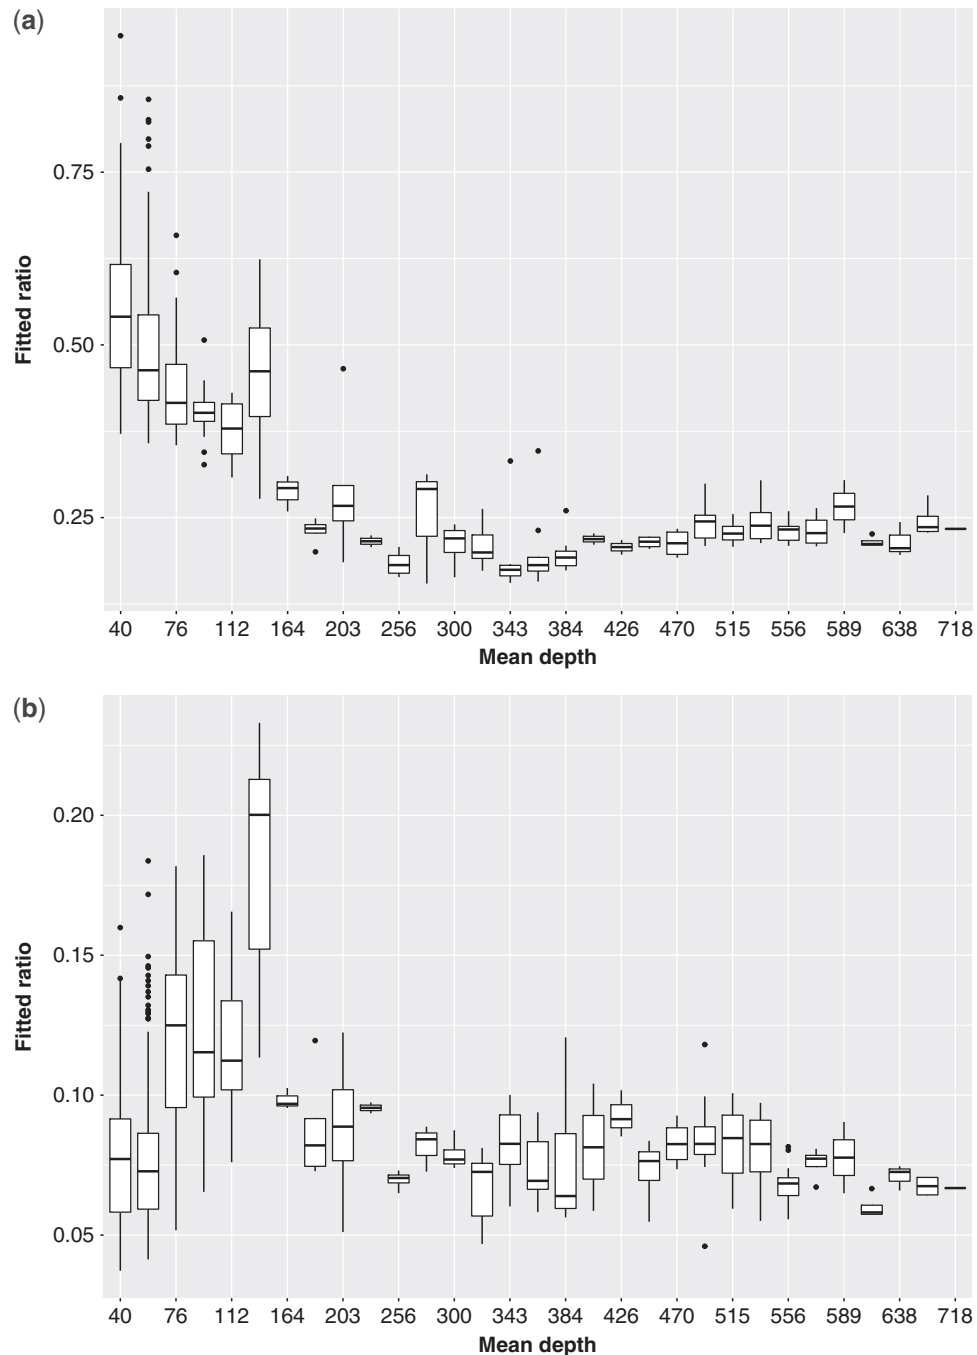 (a)
0.75
0.50
0.25
Fitted ratio
40 76 112 164 203 256 300 343 384 426 470 515 556 589 638 718
Mean depth
(b)
0.20
0.15
0.10
0.05
Fitted ratio
40 76 112 164 203 256 300 343 384 426 470 515 556 589 638 718
Mean depth